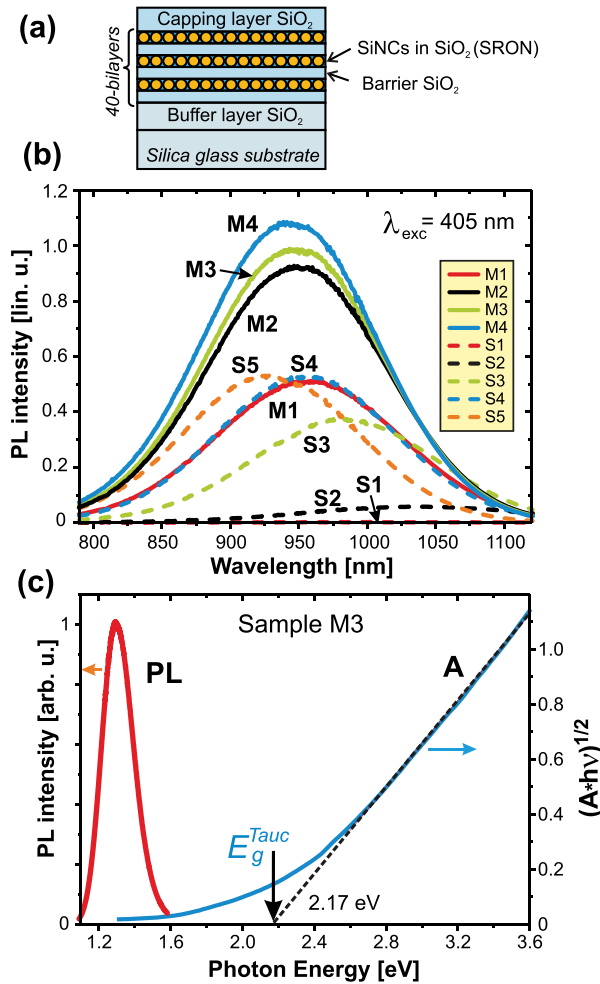 (a)
Capping layer SiO₂
40-bilayers
SiNCs in SiO₂ (SRON)
Barrier SiO₂
Buffer layer SiO₂
Silica glass substrate
(b)
PL intensity [lin. u.]
1.2
1.0
0.8
0.6
0.4
0.2
0
λexc = 405 nm
M4
M3
M2
S5
S4
M1
S3
S2
S1
M1
M2
M3
M4
S1
S2
S3
S4
S5
800 850 900 950 1000 1050 1100
Wavelength [nm]
(c)
Sample M3
PL intensity [arb. u.]
1
0
PL
A
EgTauc
2.17 eV
1.0
0.8
0.6
0.4
0.2
0
(A*hν)1/2
1.2 1.6 2.0 2.4 2.8 3.2 3.6
Photon Energy [eV]